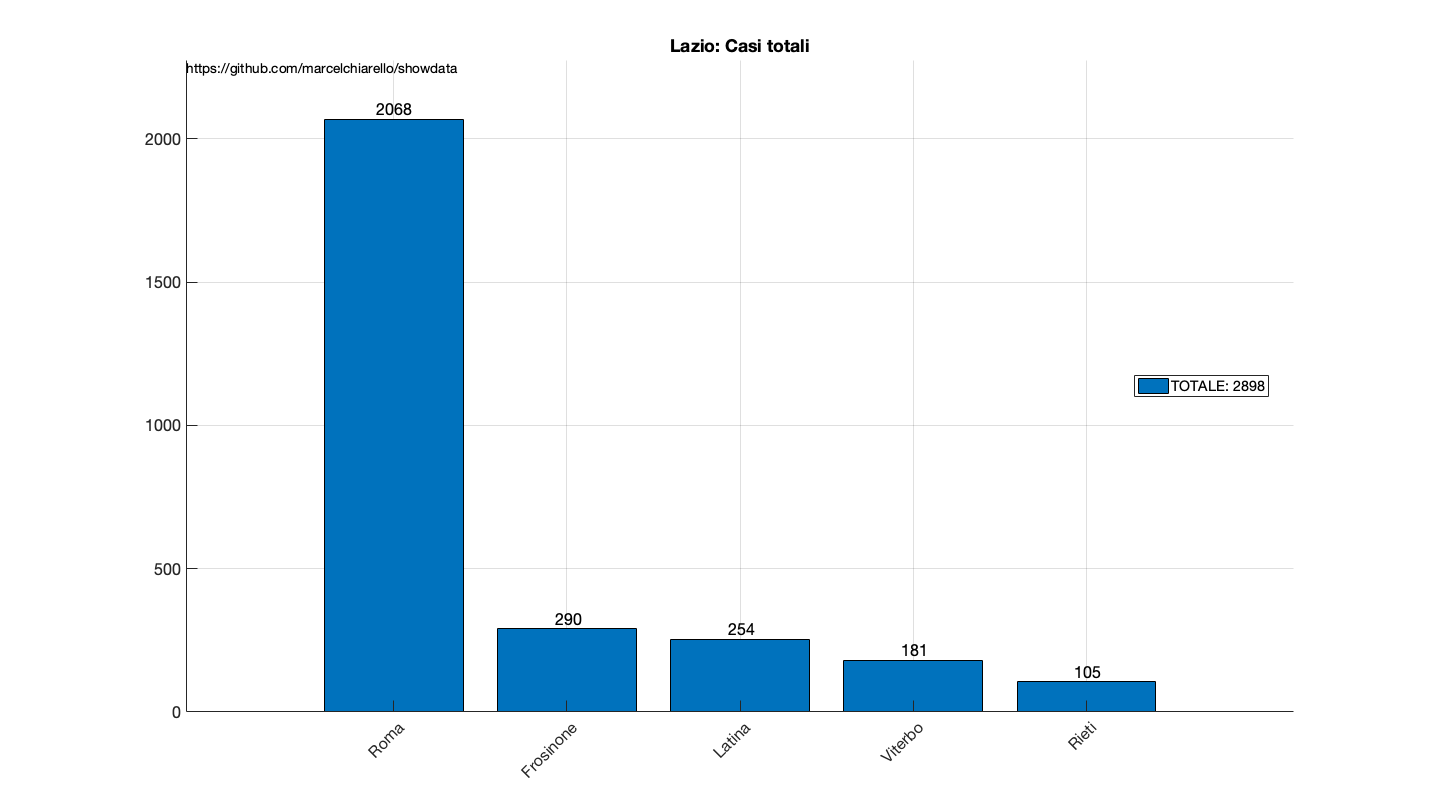 Lazio: Casi totali
https://github.com/marcelchiarello/showdata
2068
2000
1500
TOTALE: 2898
1000
500
290
254
181
105
0
Roma
Frosinone
Latina
Viterbo
Rieti